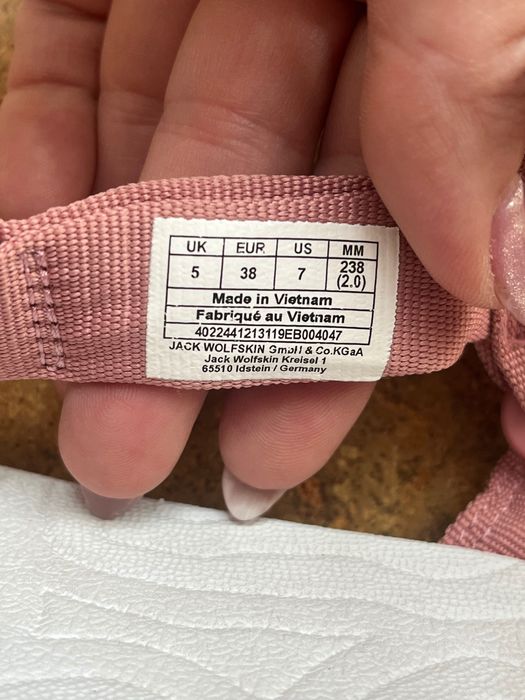 UK EUR US MM
5 38 7 238 (2.0)
Made in Vietnam
Fabriqué au Vietnam
4022441213119EB004047
JACK WOLFSKIN GmbH & Co.KGaA
Jack Wolfskin Kreisel 1
65510 Idstein / Germany